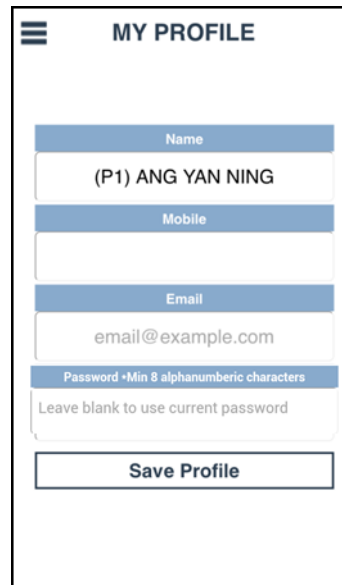 MY PROFILE
Name
(P1) ANG YAN NING
Mobile
Email
email@example.com
Password •Min 8 alphanumberic characters
Leave blank to use current password
Save Profile